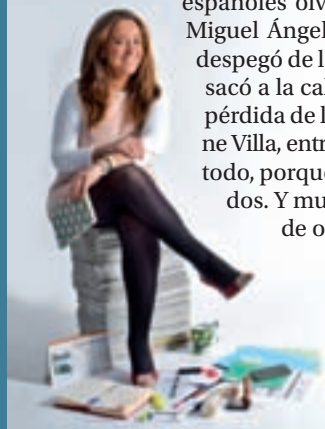 españoles olv
Miguel Ángel
despegó de l
sacó a la cal
pérdida de l
ne Villa, entr
todo, porque
dos. Y mu
de o